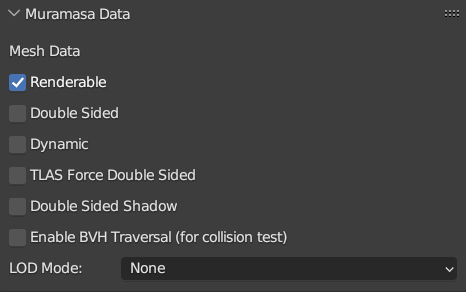 Muramasa Data
Mesh Data
Renderable
Double Sided
Dynamic
TLAS Force Double Sided
Double Sided Shadow
Enable BVH Traversal (for collision test)
LOD Mode: None